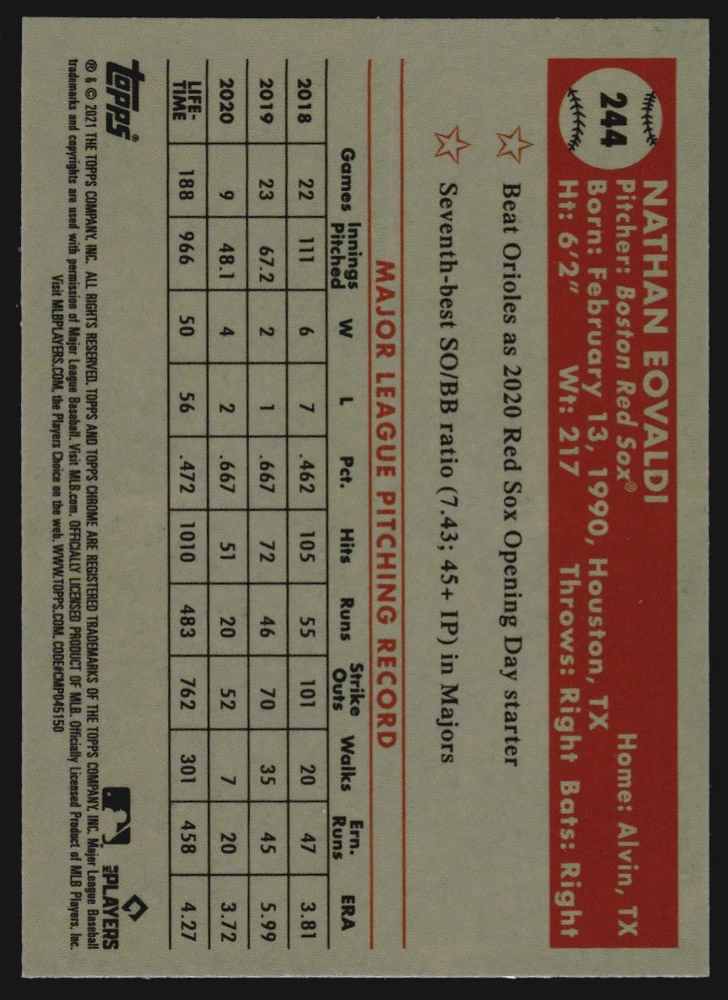 244
NATHAN EOVALDI
Pitcher: Boston Red Sox® Home: Alvin, TX
Born: February 13, 1990, Houston, TX
Ht: 6'2" Wt: 217 Throws: Right Bats: Right
Beat Orioles as 2020 Red Sox Opening Day starter
Seventh-best SO/BB ratio (7.43; 45+ IP) in Majors
MAJOR LEAGUE PITCHING RECORD
Games Innings Pitched W L Pct. Hits Runs Strike Outs Walks Ern. Runs ERA
2018 22 111 6 7 .462 105 55 101 20 47 3.81
2019 23 67.2 2 1 .667 72 46 70 35 45 5.99
2020 9 48.1 4 2 .667 51 20 52 7 20 3.72
LIFE-TIME 188 966 50 56 .472 1010 483 762 301 458 4.27
topps®
MLB PLAYERS
® & © 2021 THE TOPPS COMPANY, INC. ALL RIGHTS RESERVED. TOPPS AND TOPPS CHROME ARE REGISTERED TRADEMARKS OF THE TOPPS COMPANY, INC. Major League Baseball
trademarks and copyrights are used with permission of Major League Baseball. Visit MLB.com. OFFICIALLY LICENSED PRODUCT OF MLB. Officially Licensed Product of MLB Players, Inc.
Visit MLBPLAYERS.COM, the Players Choice on the web. WWW.TOPPS.COM. CODE#CMP045150